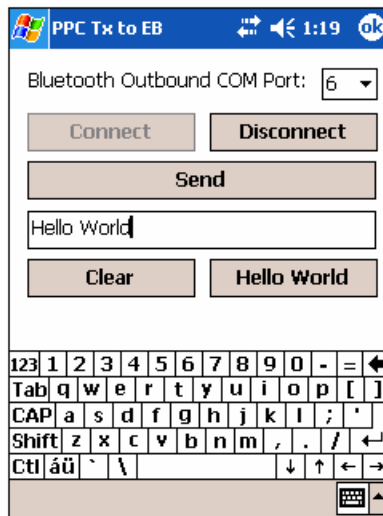 PPC Tx to EB 1:19 ok
Bluetooth Outbound COM Port: 6
Connect Disconnect
Send
Hello World
Clear Hello World
123 1 2 3 4 5 6 7 8 9 0 - =
Tab q w e r t y u i o p [ ]
CAP a s d f g h j k l ; '
Shift z x c v b n m , . /
Ctl áü ` \